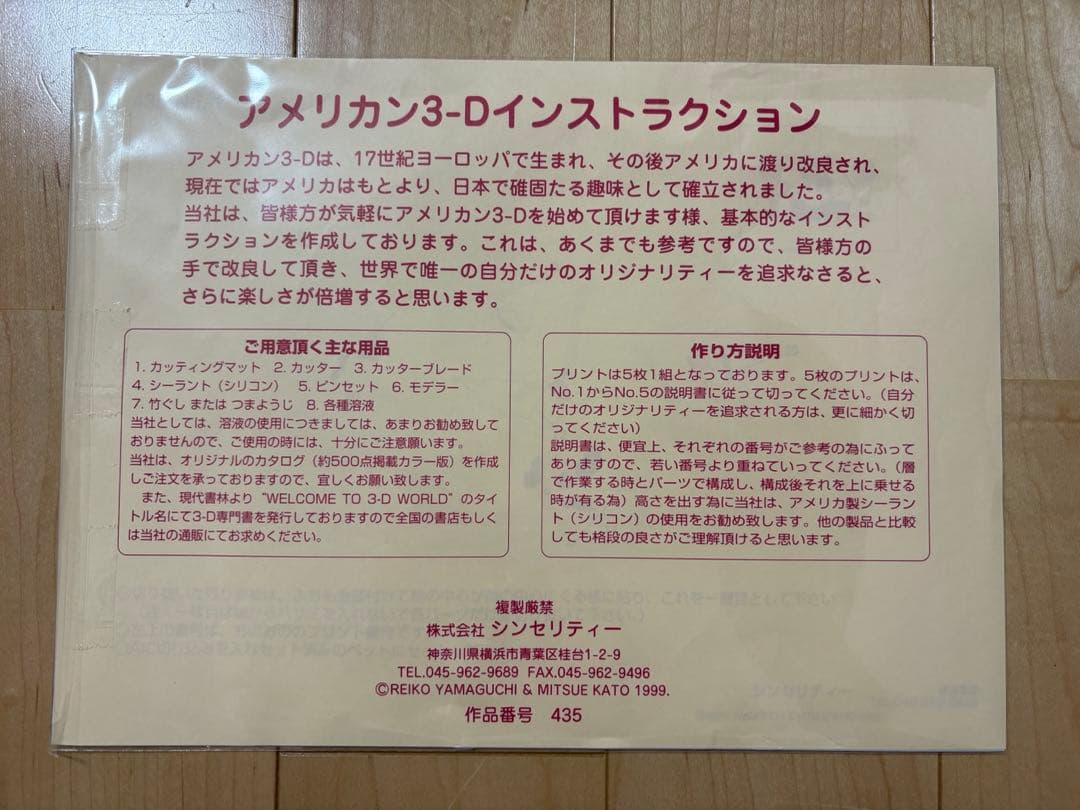 アメリカン3-Dインストラクション
アメリカン3-Dは、17世紀ヨーロッパで生まれ、その後アメリカに渡り改良され、
現在ではアメリカはもとより、日本で確固たる趣味として確立されました。
当社は、皆様方が気軽にアメリカン3-Dを始めて頂けます様、基本的なインスト
ラクションを作成しております。これは、あくまでも参考ですので、皆様方の
手で改良して頂き、世界で唯一の自分だけのオリジナリティーを追求なさると、
さらに楽しさが倍増すると思います。
ご用意頂く主な用品
1. カッティングマット 2. カッター 3. カッターブレード
4. シーラント（シリコン） 5. ピンセット 6. モデラー
7. 竹ぐし または つまようじ 8. 各種溶液
当社としては、溶液の使用につきましては、あまりお勧め致して
おりませんので、ご使用の時には、十分にご注意願います。
当社は、オリジナルのカタログ（約500点掲載カラー版）を作成
しご注文を承っておりますので、宜しくお願い致します。
また、現代書林より“WELCOME TO 3-D WORLD”のタイ
トル名にて3-D専門書を発行しておりますので全国の書店もしく
は当社の通販にてお求めください。
作り方説明
プリントは5枚1組となっております。5枚のプリントは、
No.1からNo.5の説明書に従って切ってください。（自分
だけのオリジナリティーを追求される方は、更に細かく切
ってください）
説明書は、便宜上、それぞれの番号がご参考の為にふって
ありますので、若い番号より重ねていってください。（層
で作業する時とパーツで構成し、構成後それを上に乗せる
時が有る為）高さを出す為に当社は、アメリカ製シーラン
ト（シリコン）の使用をお勧め致します。他の製品と比較
しても格段の良さがご理解頂けると思います。
複製厳禁
株式会社 シンセリティー
神奈川県横浜市青葉区桂台1-2-9
TEL.045-962-9689 FAX.045-962-9496
©REIKO YAMAGUCHI & MITSUE KATO 1999.
作品番号 435